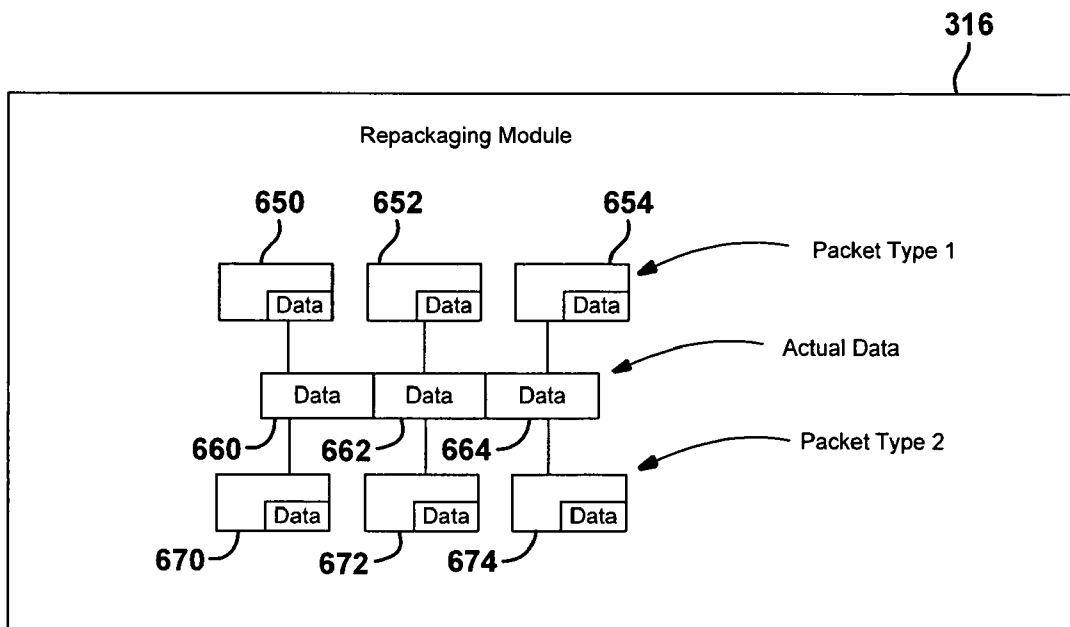 316
Repackaging Module
650 652 654
Packet Type 1
Data Data Data
Actual Data
Data Data Data
660 662 664
Packet Type 2
Data Data Data
670 672 674